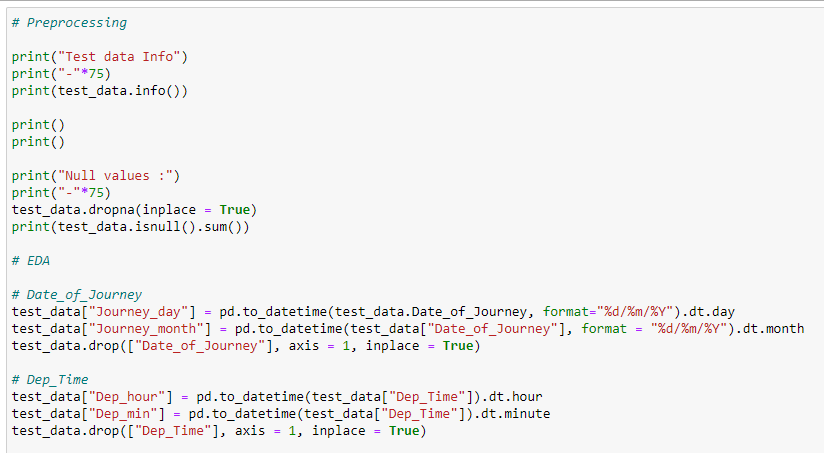 # Preprocessing
print("Test data Info")
print("-"*75)
print(test_data.info())
print()
print()
print("Null values :")
print("-"*75)
test_data.dropna(inplace = True)
print(test_data.isnull().sum())
# EDA
# Date_of_Journey
test_data["Journey_day"] = pd.to_datetime(test_data.Date_of_Journey, format="%d/%m/%Y").dt.day
test_data["Journey_month"] = pd.to_datetime(test_data["Date_of_Journey"], format = "%d/%m/%Y").dt.month
test_data.drop(["Date_of_Journey"], axis = 1, inplace = True)
# Dep_Time
test_data["Dep_hour"] = pd.to_datetime(test_data["Dep_Time"]).dt.hour
test_data["Dep_min"] = pd.to_datetime(test_data["Dep_Time"]).dt.minute
test_data.drop(["Dep_Time"], axis = 1, inplace = True)